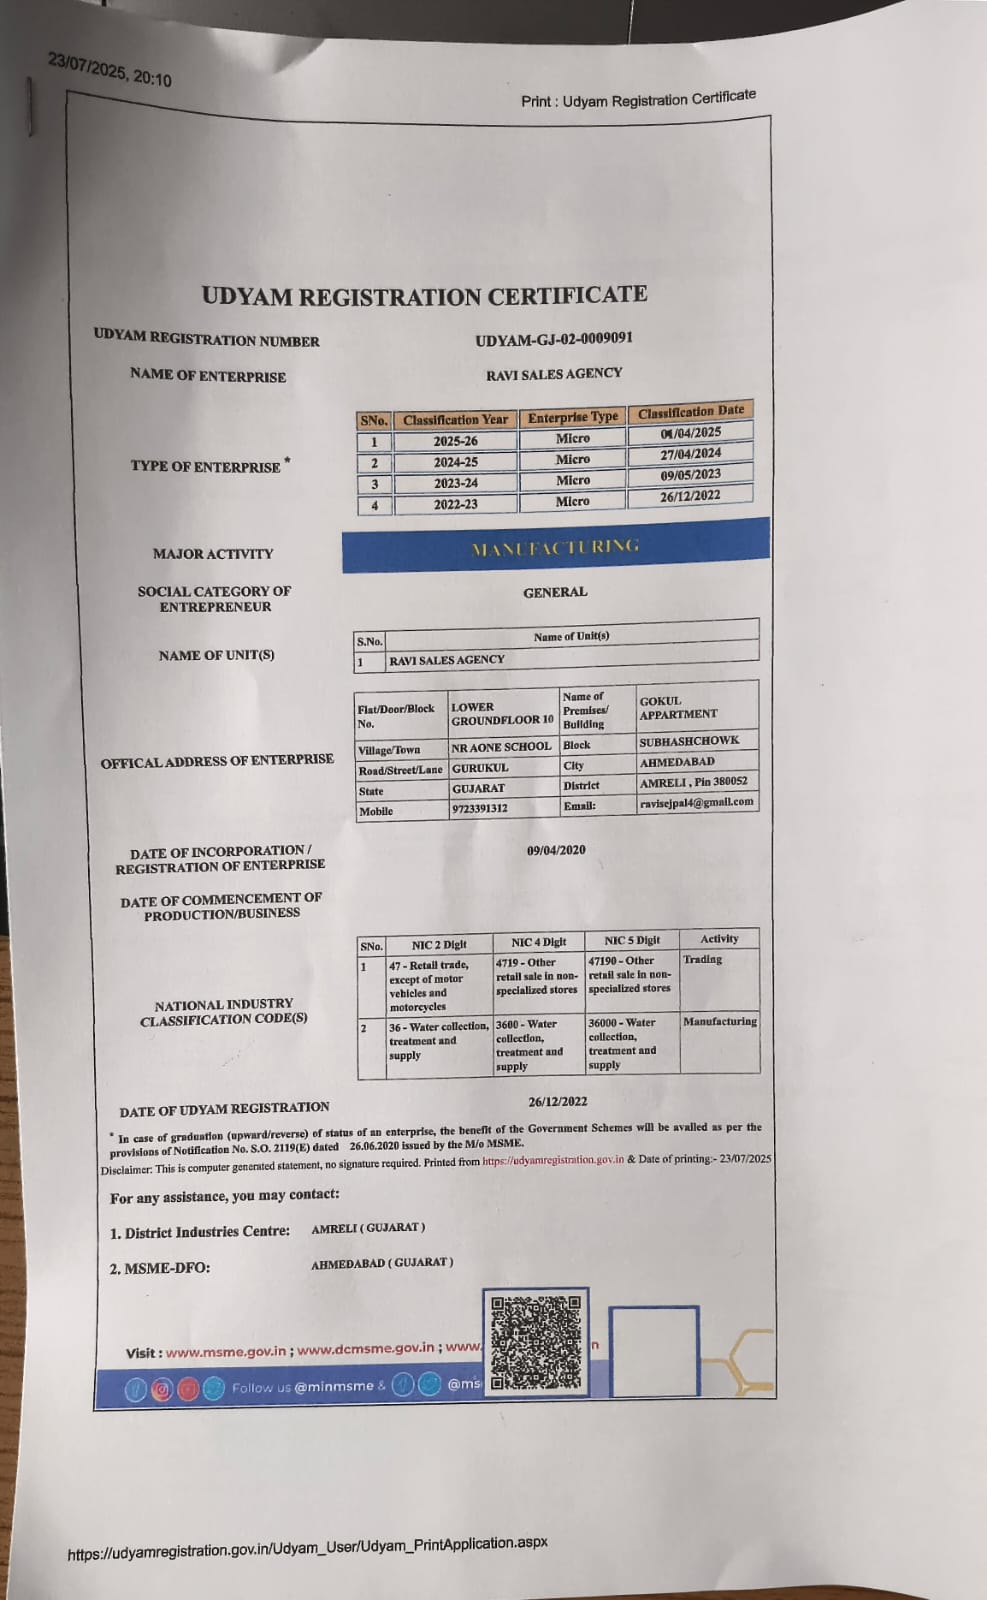 23/07/2025, 20:10
Print : Udyam Registration Certificate
UDYAM REGISTRATION CERTIFICATE
UDYAM REGISTRATION NUMBER UDYAM-GJ-02-0009091
NAME OF ENTERPRISE RAVI SALES AGENCY
TYPE OF ENTERPRISE *
SNo. Classification Year Enterprise Type Classification Date
1 2025-26 Micro 01/04/2025
2 2024-25 Micro 27/04/2024
3 2023-24 Micro 09/05/2023
4 2022-23 Micro 26/12/2022
MAJOR ACTIVITY MANUFACTURING
SOCIAL CATEGORY OF
ENTREPRENEUR
GENERAL
NAME OF UNIT(S)
S.No. Name of Unit(s)
1 RAVI SALES AGENCY
OFFICAL ADDRESS OF ENTERPRISE
Flat/Door/Block
No.
LOWER
GROUNDFLOOR 10
Name of
Premises/
Building
GOKUL
APPARTMENT
Village/Town NR AONE SCHOOL Block SUBHASHCHOWK
Road/Street/Lane GURUKUL City AHMEDABAD
State GUJARAT District AMRELI , Pin 380052
Mobile 9723391312 Email: ravisejpal4@gmail.com
DATE OF INCORPORATION /
REGISTRATION OF ENTERPRISE
09/04/2020
DATE OF COMMENCEMENT OF
PRODUCTION/BUSINESS
NATIONAL INDUSTRY
CLASSIFICATION CODE(S)
SNo. NIC 2 Digit NIC 4 Digit NIC 5 Digit Activity
1
47 - Retail trade,
except of motor
vehicles and
motorcycles
4719 - Other
retail sale in non-
specialized stores
47190 - Other
retail sale in non-
specialized stores
Trading
2
36 - Water collection,
treatment and
supply
3600 - Water
collection,
treatment and
supply
36000 - Water
collection,
treatment and
supply
Manufacturing
DATE OF UDYAM REGISTRATION 26/12/2022
* In case of graduation (upward/reverse) of status of an enterprise, the benefit of the Government Schemes will be availed as per the
provisions of Notification No. S.O. 2119(E) dated 26.06.2020 issued by the M/o MSME.
Disclaimer: This is computer generated statement, no signature required. Printed from https://udyamregistration.gov.in & Date of printing:- 23/07/2025
For any assistance, you may contact:
1. District Industries Centre: AMRELI ( GUJARAT )
2. MSME-DFO: AHMEDABAD ( GUJARAT )
Visit : www.msme.gov.in ; www.dcmsme.gov.in ; www. n
Follow us @minmsme & @ms
https://udyamregistration.gov.in/Udyam_User/Udyam_PrintApplication.aspx